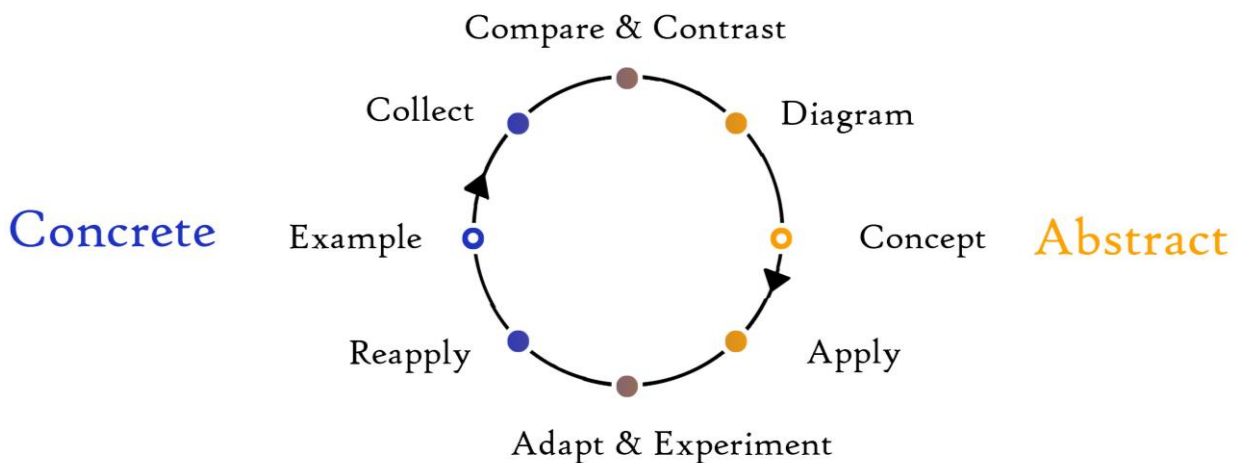 Compare & Contrast
Collect
Diagram
Concrete
Example
Concept
Abstract
Reapply
Apply
Adapt & Experiment